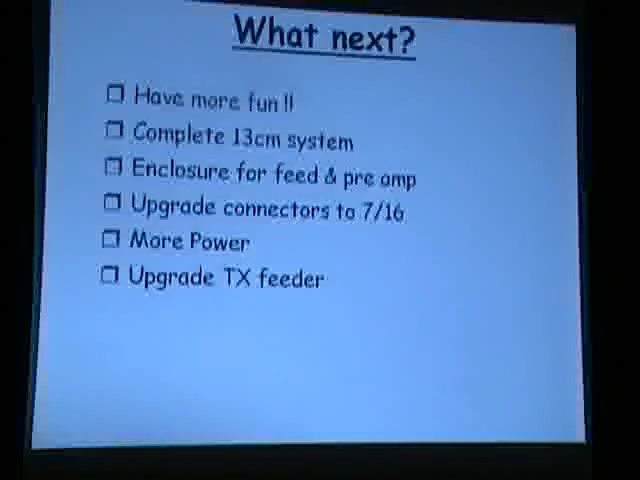 What next?
Have more fun !!
Complete 13cm system
Enclosure for feed & pre amp
Upgrade connectors to 7/16
More Power
Upgrade TX feeder